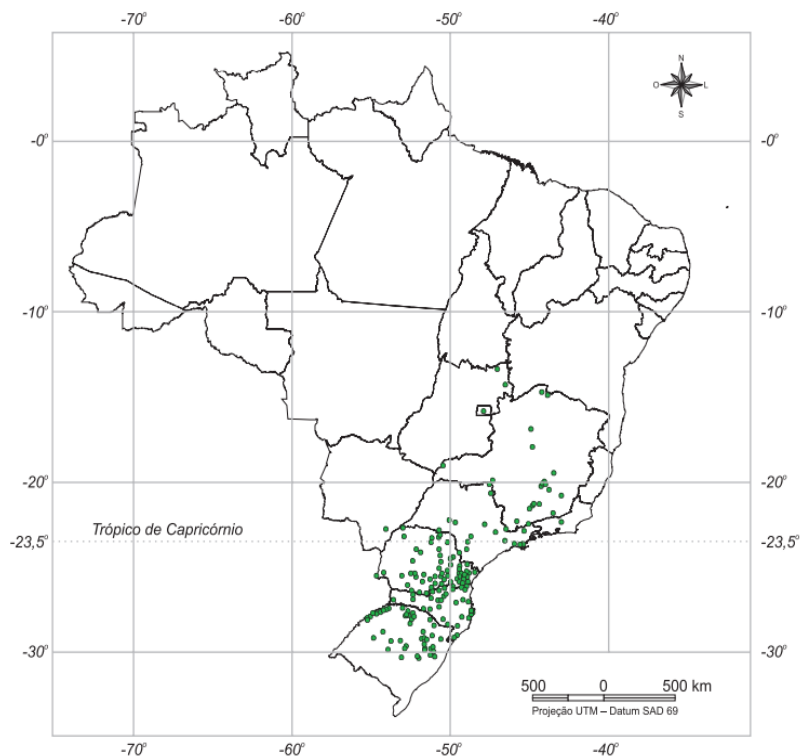 -70° -60° -50° -40°
N
O L
S
-0° -0°
-10° -10°
-20° -20°
Trópico de Capricórnio
-23,5° -23,5°
-30° -30°
500 0 500 km
Projeção UTM – Datum SAD 69
-70° -60° -50° -40°